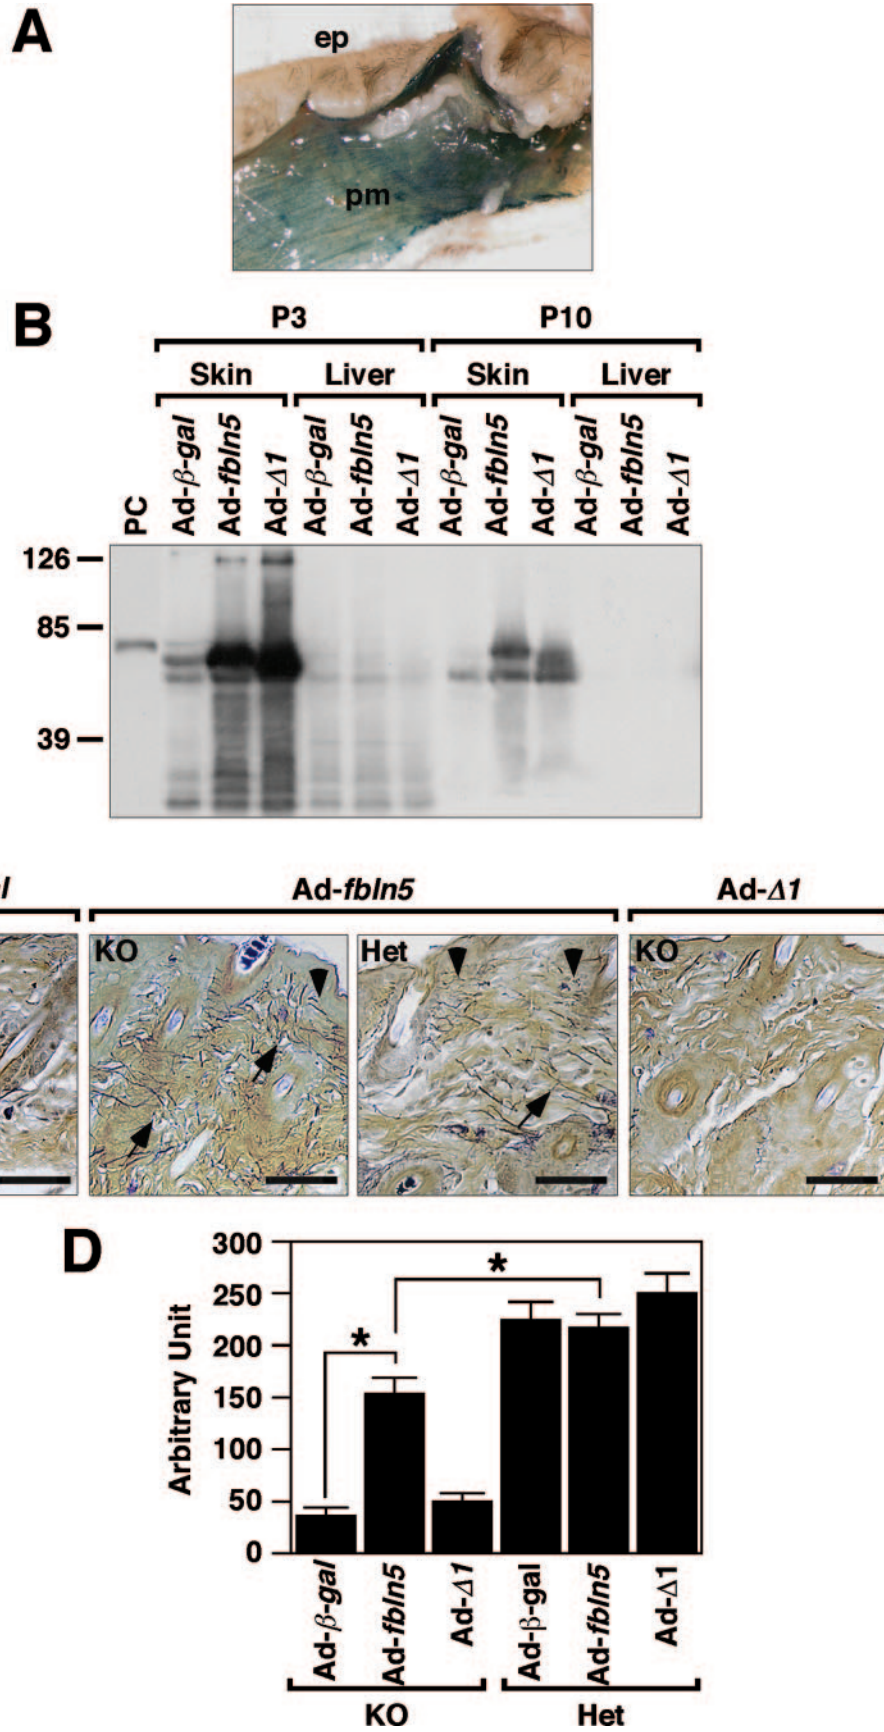 A
ep
pm
B
P3 P10
Skin Liver Skin Liver
PC Ad-β-gal Ad-fbln5 Ad-Δ1 Ad-β-gal Ad-fbln5 Ad-Δ1 Ad-β-gal Ad-fbln5 Ad-Δ1 Ad-β-gal Ad-fbln5 Ad-Δ1
126
85
39
Ad-fbln5 Ad-Δ1
KO Het KO
D
Arbitrary Unit
300
250
200
150
100
50
0
* *
Ad-β-gal Ad-fbln5 Ad-Δ1 Ad-β-gal Ad-fbln5 Ad-Δ1
KO Het